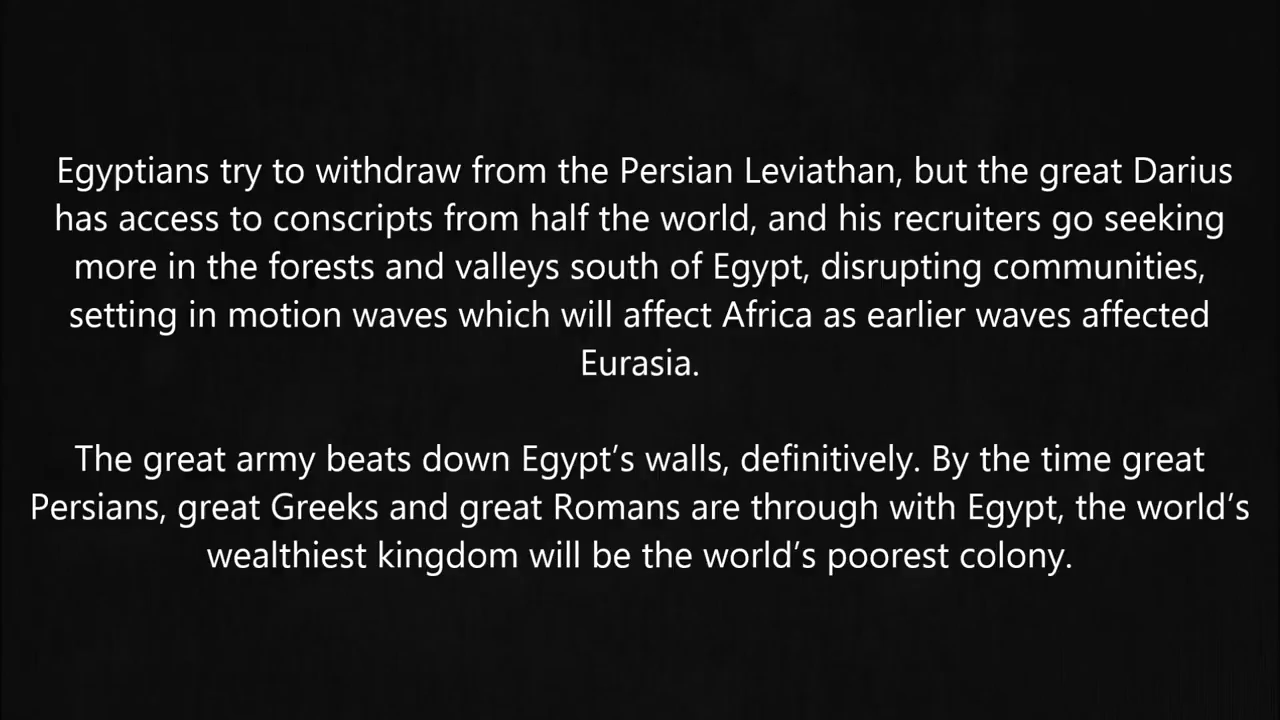 Egyptians try to withdraw from the Persian Leviathan, but the great Darius
has access to conscripts from half the world, and his recruiters go seeking
more in the forests and valleys south of Egypt, disrupting communities,
setting in motion waves which will affect Africa as earlier waves affected
Eurasia.
The great army beats down Egypt’s walls, definitively. By the time great
Persians, great Greeks and great Romans are through with Egypt, the world’s
wealthiest kingdom will be the world’s poorest colony.